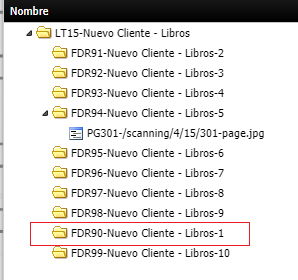 Nombre
LT15-Nuevo Cliente - Libros
FDR91-Nuevo Cliente - Libros-2
FDR92-Nuevo Cliente - Libros-3
FDR93-Nuevo Cliente - Libros-4
FDR94-Nuevo Cliente - Libros-5
PG301-/scanning/4/15/301-page.jpg
FDR95-Nuevo Cliente - Libros-6
FDR96-Nuevo Cliente - Libros-7
FDR97-Nuevo Cliente - Libros-8
FDR98-Nuevo Cliente - Libros-9
FDR90-Nuevo Cliente - Libros-1
FDR99-Nuevo Cliente - Libros-10